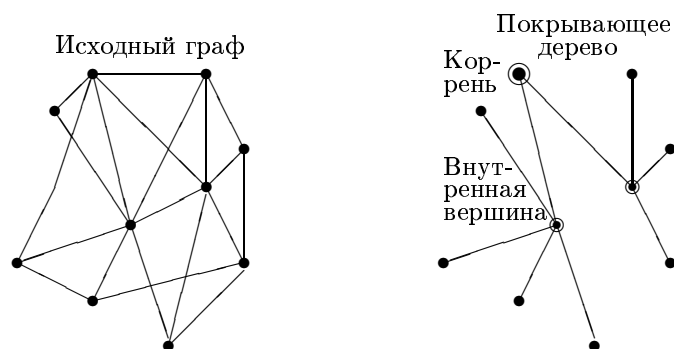 Исходный граф
Покрывающее
дерево
Кор-
рень
Внут-
ренная
вершина